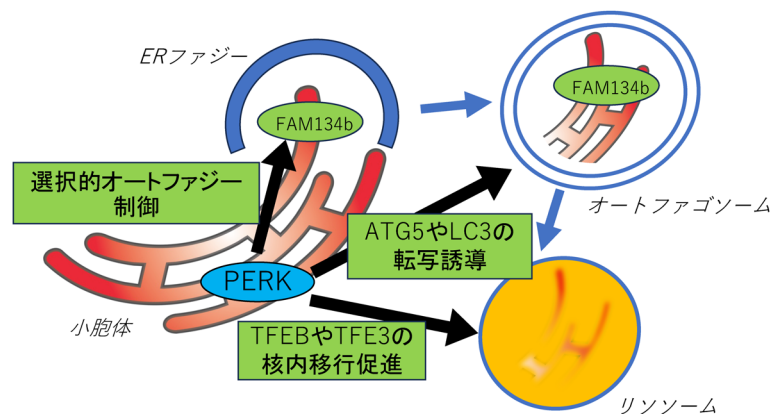 ERファジー
FAM134b
FAM134b
選択的オートファジー
制御
オートファゴソーム
ATG5やLC3の
転写誘導
PERK
小胞体
TFEBやTFE3の
核内移行促進
リソソーム